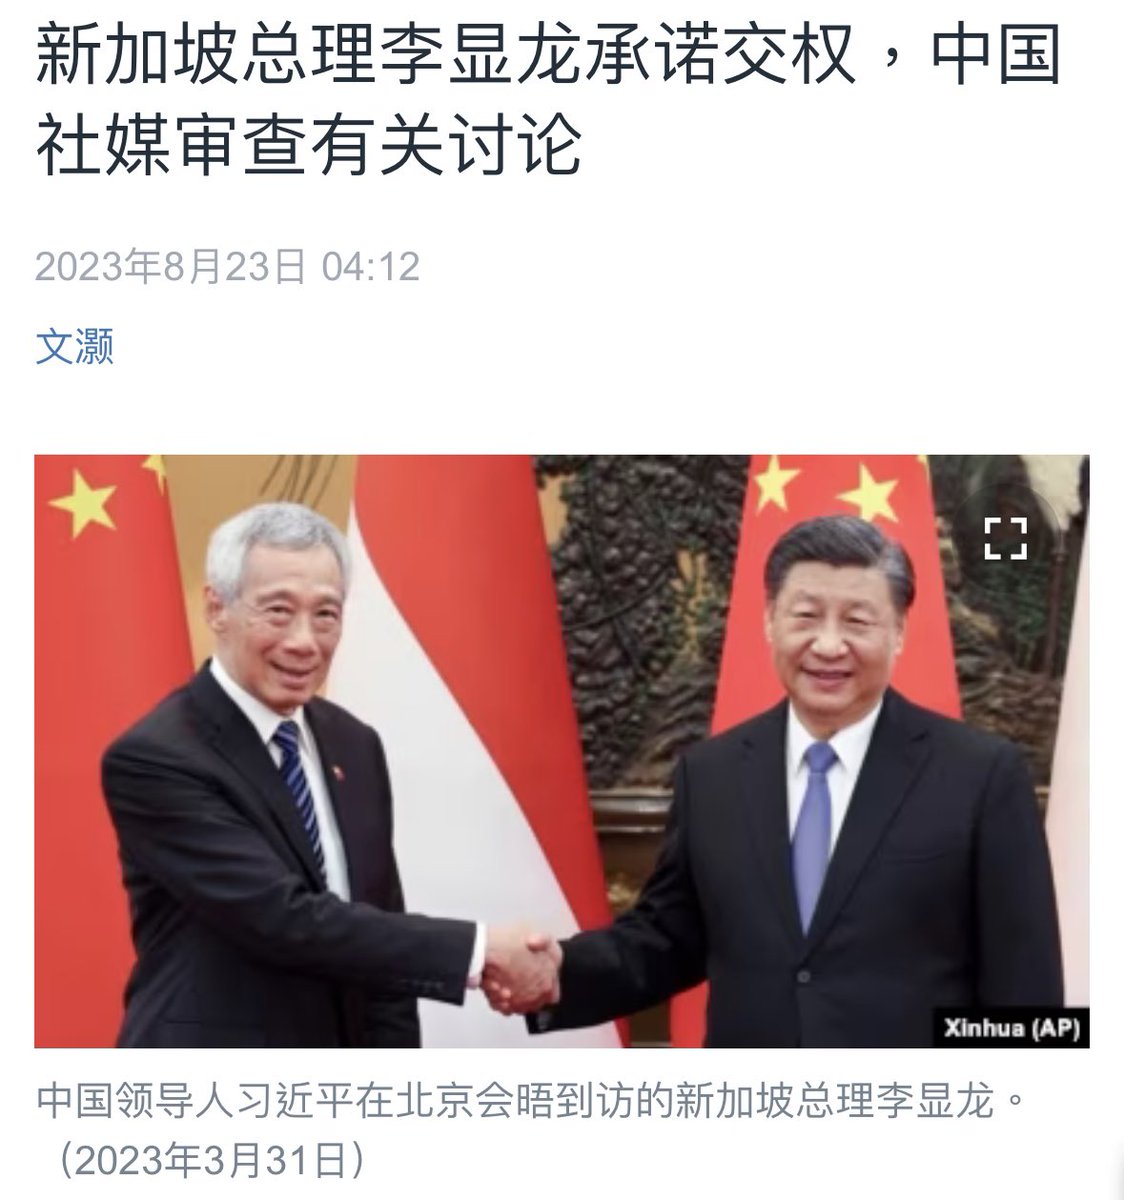 新加坡总理李显龙承诺交权，中国
社媒审查有关讨论
2023年8月23日 04:12
文灏
Xinhua (AP)
中国领导人习近平在北京会晤到访的新加坡总理李显龙。
（2023年3月31日）